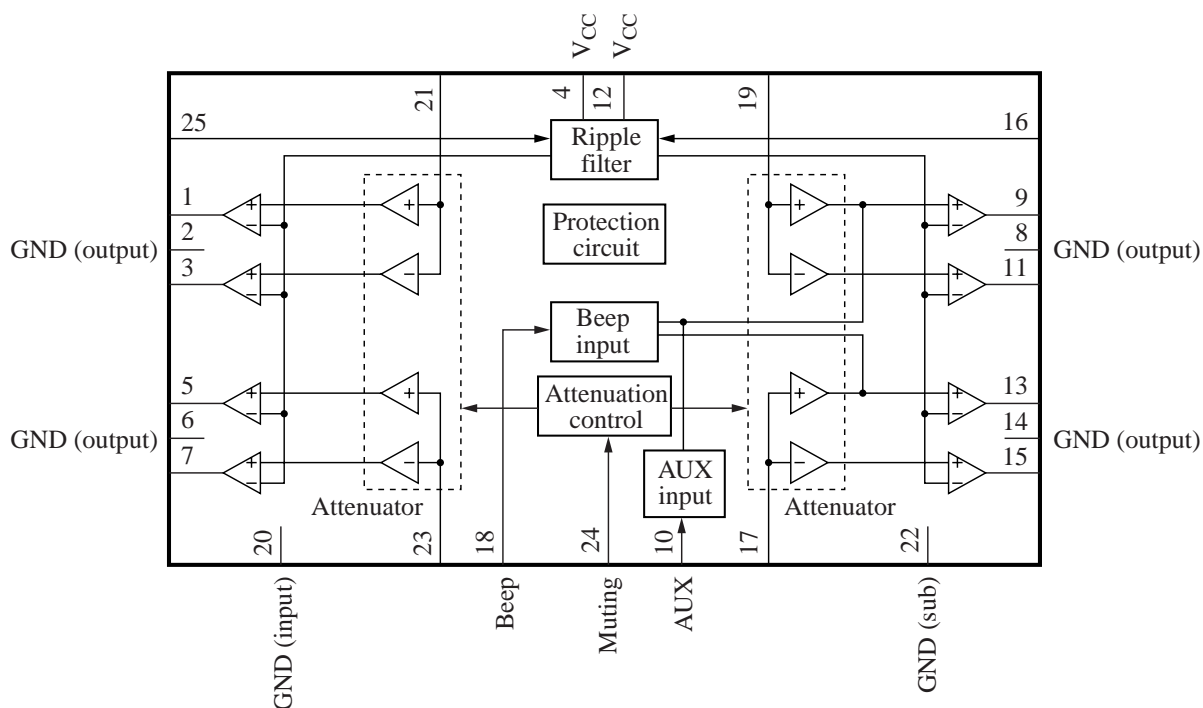 VCC
VCC
21
4
12
19
25
Ripple
filter
16
1
9
GND (output)
2
Protection
circuit
8
GND (output)
3
11
Beep
input
5
Attenuation
control
13
GND (output)
6
14
GND (output)
7
15
Attenuator
AUX
input
Attenuator
20
23
18
24
10
17
22
GND (input)
Beep
Muting
AUX
GND (sub)